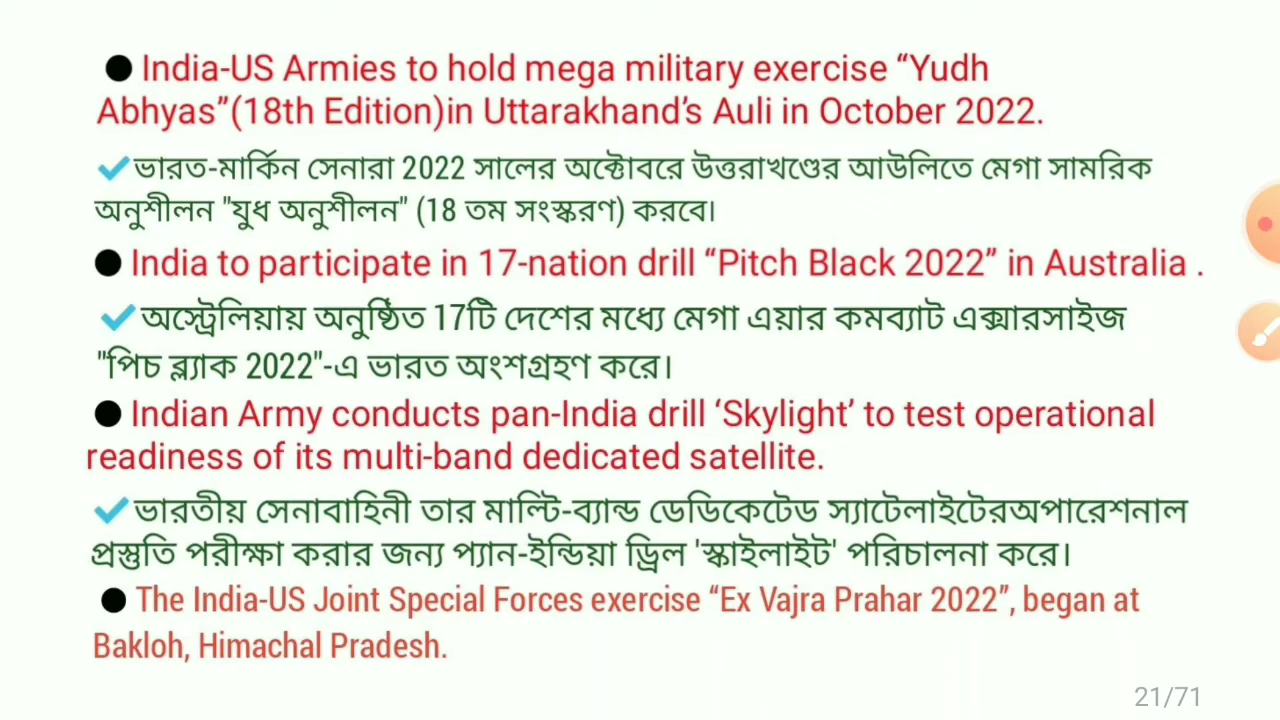 ● India-US Armies to hold mega military exercise “Yudh
Abhyas”(18th Edition)in Uttarakhand’s Auli in October 2022.
✔ভারত-মার্কিন সেনারা 2022 সালের অক্টোবরে উত্তরাখণ্ডের আউলিতে মেগা সামরিক
অনুশীলন "যুধ অনুশীলন" (18 তম সংস্করণ) করবে।
● India to participate in 17-nation drill “Pitch Black 2022” in Australia .
✔অস্ট্রেলিয়ায় অনুষ্ঠিত 17টি দেশের মধ্যে মেগা এয়ার কমব্যাট এক্সারসাইজ
"পিচ ব্ল্যাক 2022"-এ ভারত অংশগ্রহণ করে।
● Indian Army conducts pan-India drill ‘Skylight’ to test operational
readiness of its multi-band dedicated satellite.
✔ভারতীয় সেনাবাহিনী তার মাল্টি-ব্যান্ড ডেডিকেটেড স্যাটেলাইটেরঅপারেশনাল
প্রস্তুতি পরীক্ষা করার জন্য প্যান-ইন্ডিয়া ড্রিল 'স্কাইলাইট' পরিচালনা করে।
● The India-US Joint Special Forces exercise “Ex Vajra Prahar 2022”, began at
Bakloh, Himachal Pradesh.
21/71